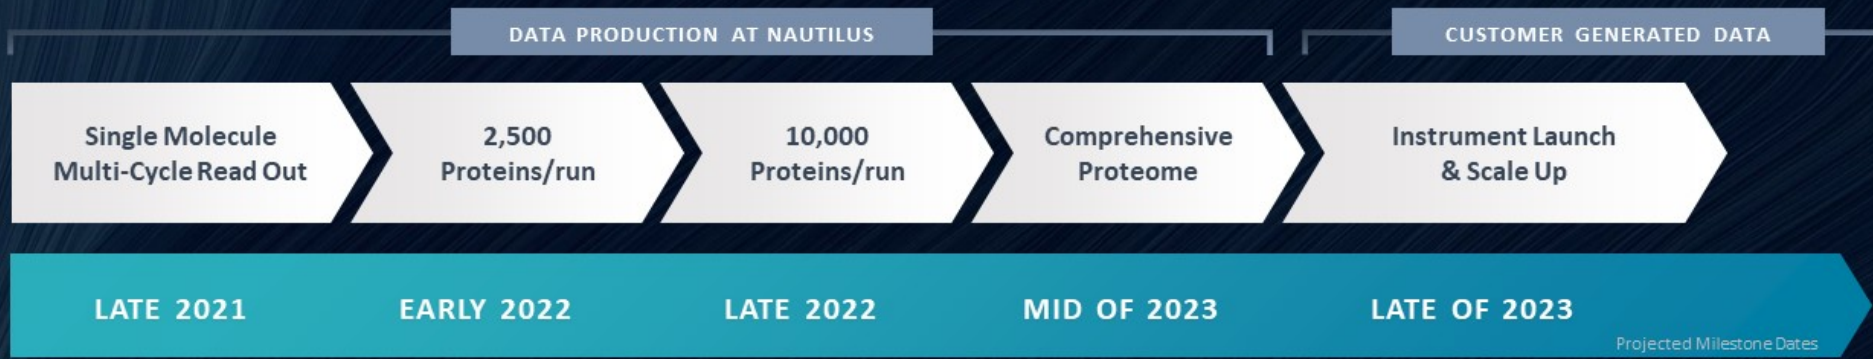 DATA PRODUCTION AT NAUTILUS
CUSTOMER GENERATED DATA
Single Molecule
Multi-Cycle Read Out
2,500
Proteins/run
10,000
Proteins/run
Comprehensive
Proteome
Instrument Launch
& Scale Up
LATE 2021
EARLY 2022
LATE 2022
MID OF 2023
LATE OF 2023
Projected Milestone Dates